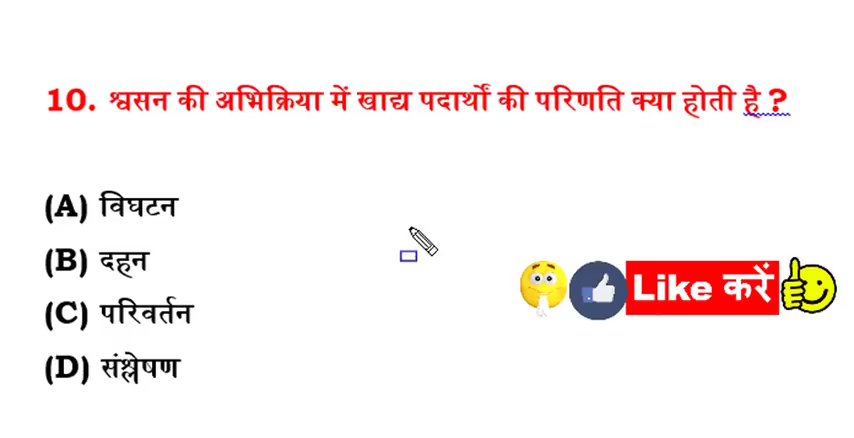 10. श्वसन की अभिक्रिया में खाद्य पदार्थों की परिणति क्या होती है ?
(A) विघटन
(B) दहन
(C) परिवर्तन
(D) संश्लेषण
Like करें